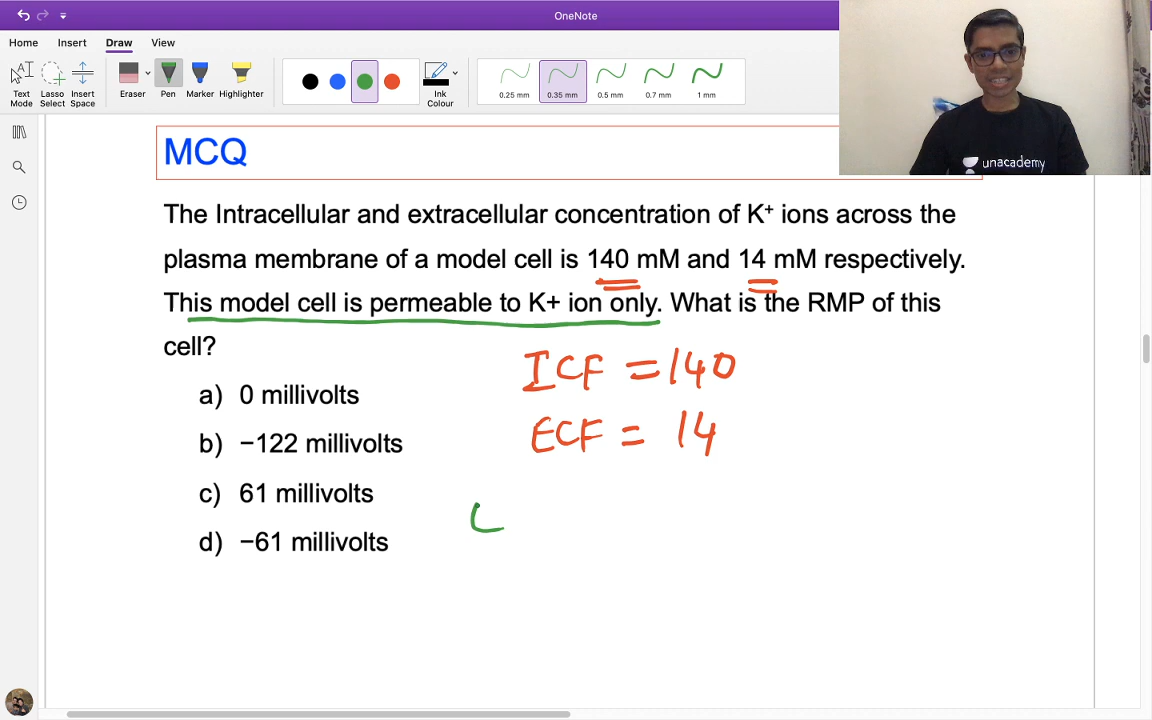 OneNote
Home Insert Draw View
Text Mode
Lasso Select
Insert Space
Eraser
Pen
Marker
Highlighter
Ink Colour
0.25 mm
0.35 mm
0.5 mm
0.7 mm
1 mm
unacademy
MCQ
The Intracellular and extracellular concentration of K⁺ ions across the
plasma membrane of a model cell is 140 mM and 14 mM respectively.
This model cell is permeable to K+ ion only. What is the RMP of this
cell?
ICF = 140
a) 0 millivolts
ECF = 14
b) −122 millivolts
c) 61 millivolts
d) −61 millivolts